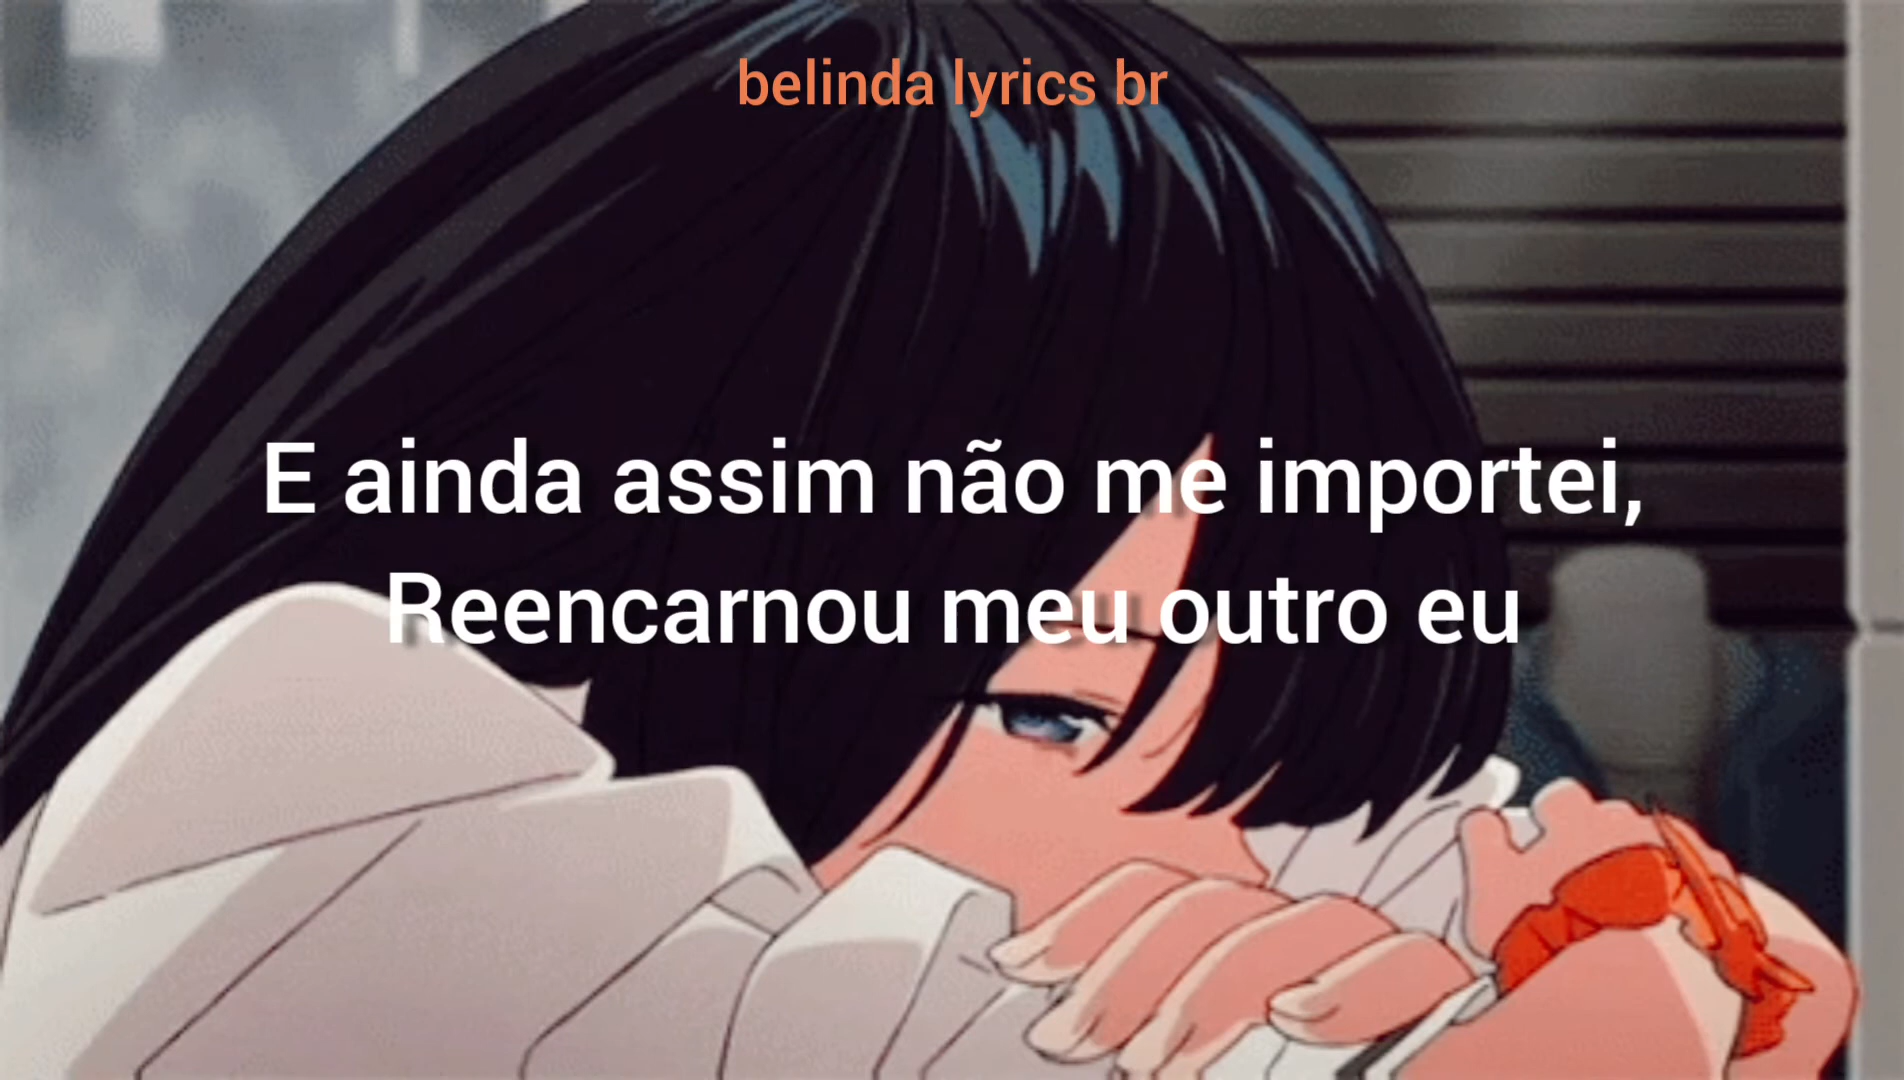 belinda lyrics br
E ainda assim não me importei,
Reencarnou meu outro eu